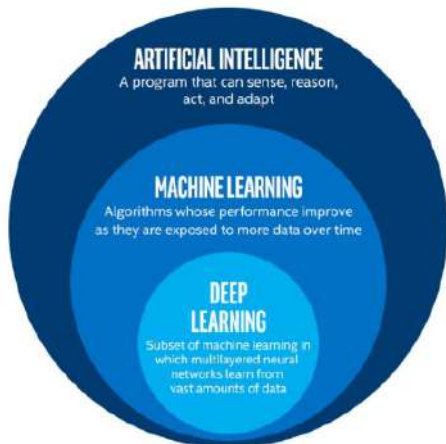 ARTIFICIAL INTELLIGENCE
A program that can sense, reason,
act, and adapt
MACHINE LEARNING
Algorithms whose performance improve
as they are exposed to more data over time
DEEP
LEARNING
Subset of machine learning in
which multilayered neural
networks learn from
vast amounts of data